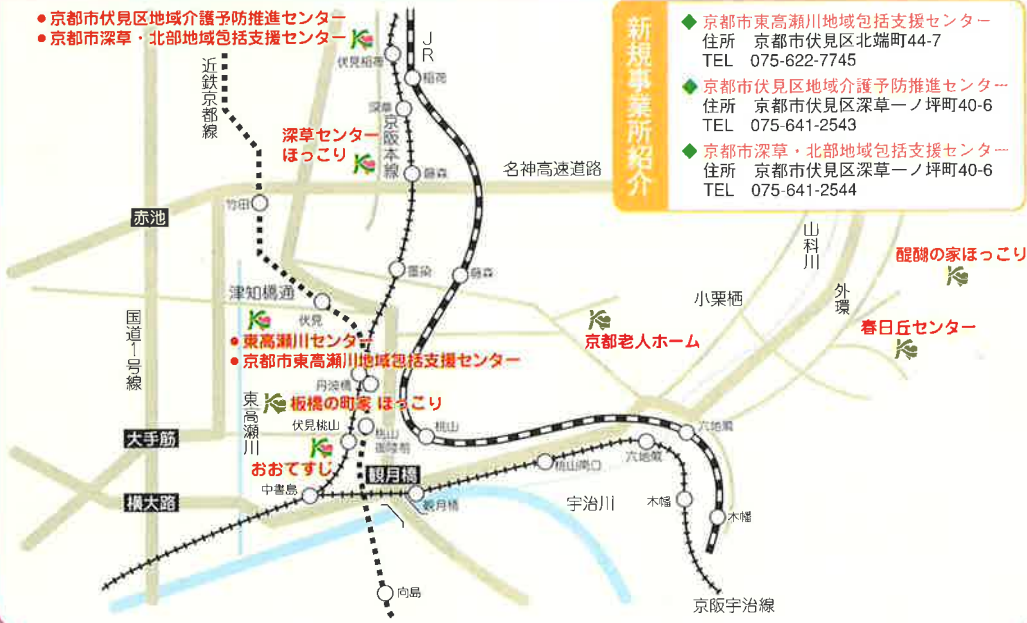 ●京都市伏見区地域介護予防推進センター
●京都市深草・北部地域包括支援センター
JR
伏見稲荷
稲荷
近鉄京都線
深草
京阪本線
深草センター
ほっこり
藤森
名神高速道路
新規事業所紹介
◆京都市東高瀬川地域包括支援センター
住所 京都市伏見区北端町44-7
TEL 075-622-7745
◆京都市伏見区地域介護予防推進センター
住所 京都市伏見区深草一ノ坪町40-6
TEL 075-641-2543
◆京都市深草・北部地域包括支援センター
住所 京都市伏見区深草一ノ坪町40-6
TEL 075-641-2544
竹田
赤池
山科川
醍醐の家ほっこり
墨染
藤森
津知橋通
伏見
小栗栖
外環
国道1号線
京都老人ホーム
春日丘センター
●東高瀬川センター
●京都市東高瀬川地域包括支援センター
丹波橋
東高瀬川
板橋の町家 ほっこり
伏見桃山
桃山
御陵前
桃山
六地蔵
大手筋
おおてすじ
観月橋
桃山南口
六地蔵
中書島
横大路
観月橋
宇治川
木幡
木幡
向島
京阪宇治線